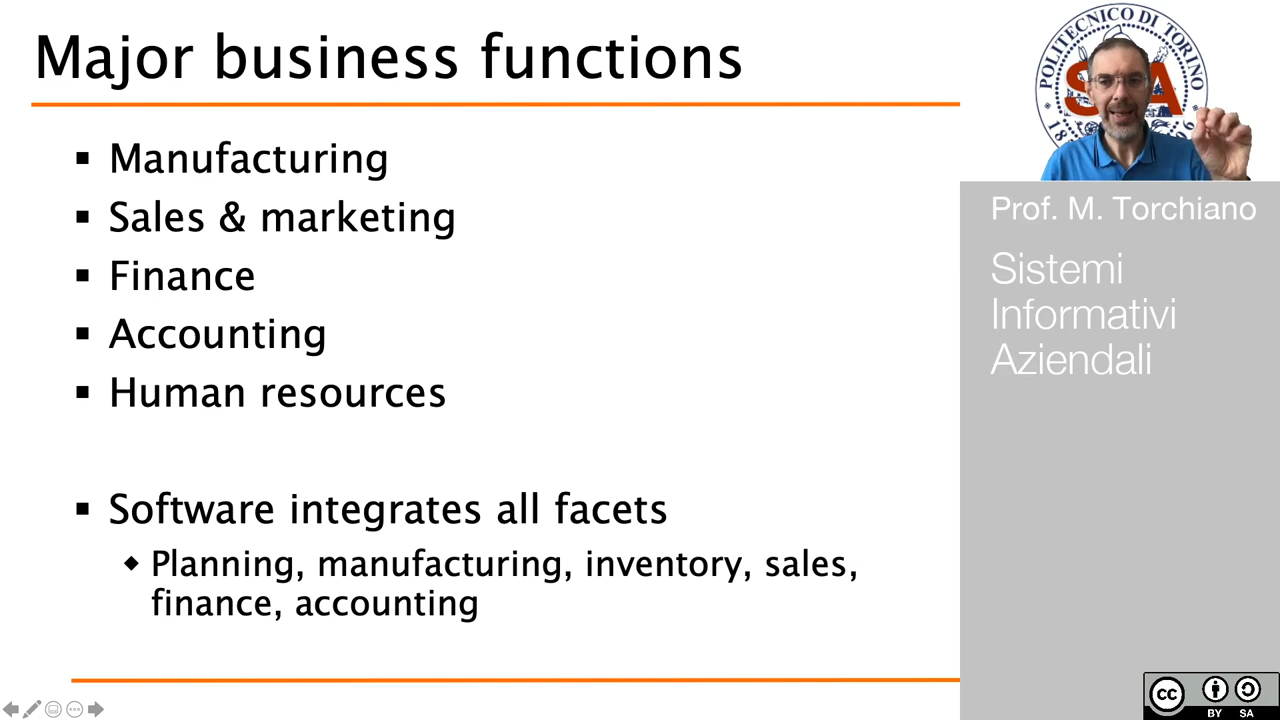 Major business functions
Manufacturing
Sales & marketing
Finance
Accounting
Human resources
Software integrates all facets
Planning, manufacturing, inventory, sales,
finance, accounting
POLITECNICO DI TORINO
Prof. M. Torchiano
Sistemi
Informativi
Aziendali
cc
BY SA